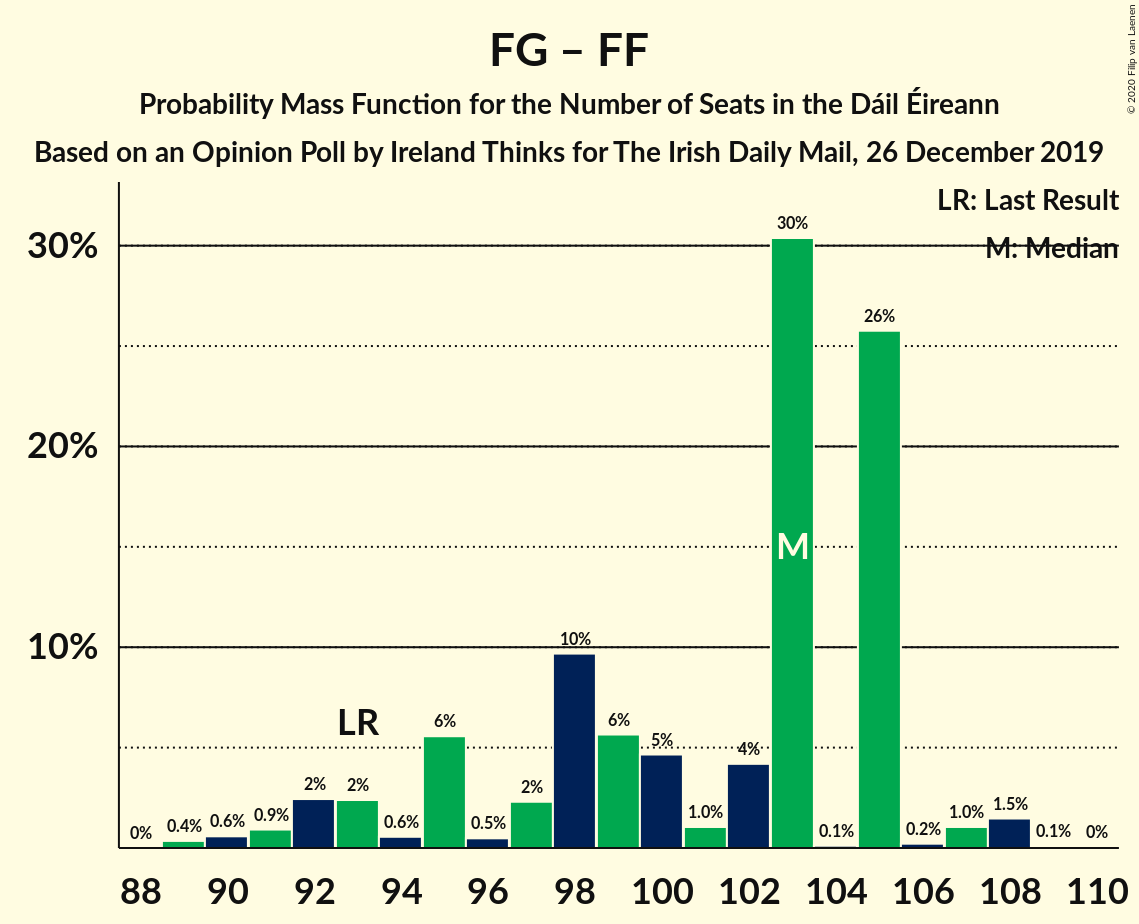 © 2020 Filip van Laenen
FG – FF
Probability Mass Function for the Number of Seats in the Dáil Éireann
Based on an Opinion Poll by Ireland Thinks for The Irish Daily Mail, 26 December 2019
LR: Last Result
M: Median
30%
20%
10%
0% 0.4% 0.6% 0.9% 2% 2% 0.6% 6% 0.5% 2% 10% 6% 5% 1.0% 4% 30% 0.1% 26% 0.2% 1.0% 1.5% 0.1% 0%
LR
M
88 90 92 94 96 98 100 102 104 106 108 110